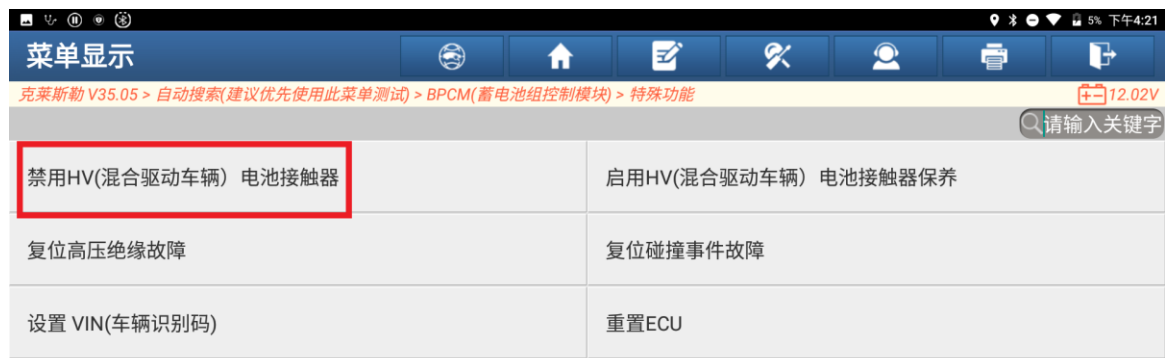 5% 下午4:21
菜单显示
克莱斯勒 V35.05 > 自动搜索(建议优先使用此菜单测试) > BPCM(蓄电池组控制模块) > 特殊功能 12.02V
请输入关键字
禁用HV(混合驱动车辆）电池接触器 启用HV(混合驱动车辆）电池接触器保养
复位高压绝缘故障 复位碰撞事件故障
设置 VIN(车辆识别码) 重置ECU